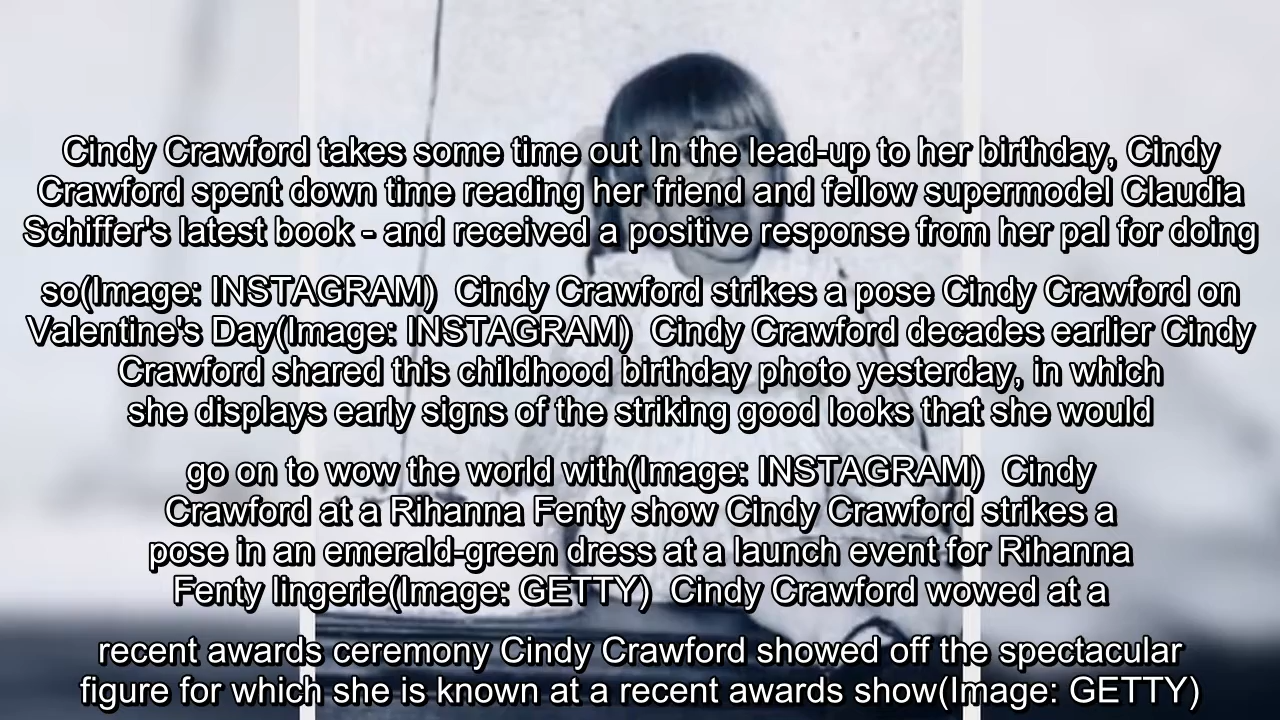 Cindy Crawford takes some time out In the lead-up to her birthday, Cindy
Crawford spent down time reading her friend and fellow supermodel Claudia
Schiffer's latest book - and received a positive response from her pal for doing
so(Image: INSTAGRAM)  Cindy Crawford strikes a pose Cindy Crawford on
Valentine's Day(Image: INSTAGRAM)  Cindy Crawford decades earlier Cindy
Crawford shared this childhood birthday photo yesterday, in which
she displays early signs of the striking good looks that she would
go on to wow the world with(Image: INSTAGRAM)  Cindy
Crawford at a Rihanna Fenty show Cindy Crawford strikes a
pose in an emerald-green dress at a launch event for Rihanna
Fenty lingerie(Image: GETTY)  Cindy Crawford wowed at a
recent awards ceremony Cindy Crawford showed off the spectacular
figure for which she is known at a recent awards show(Image: GETTY)